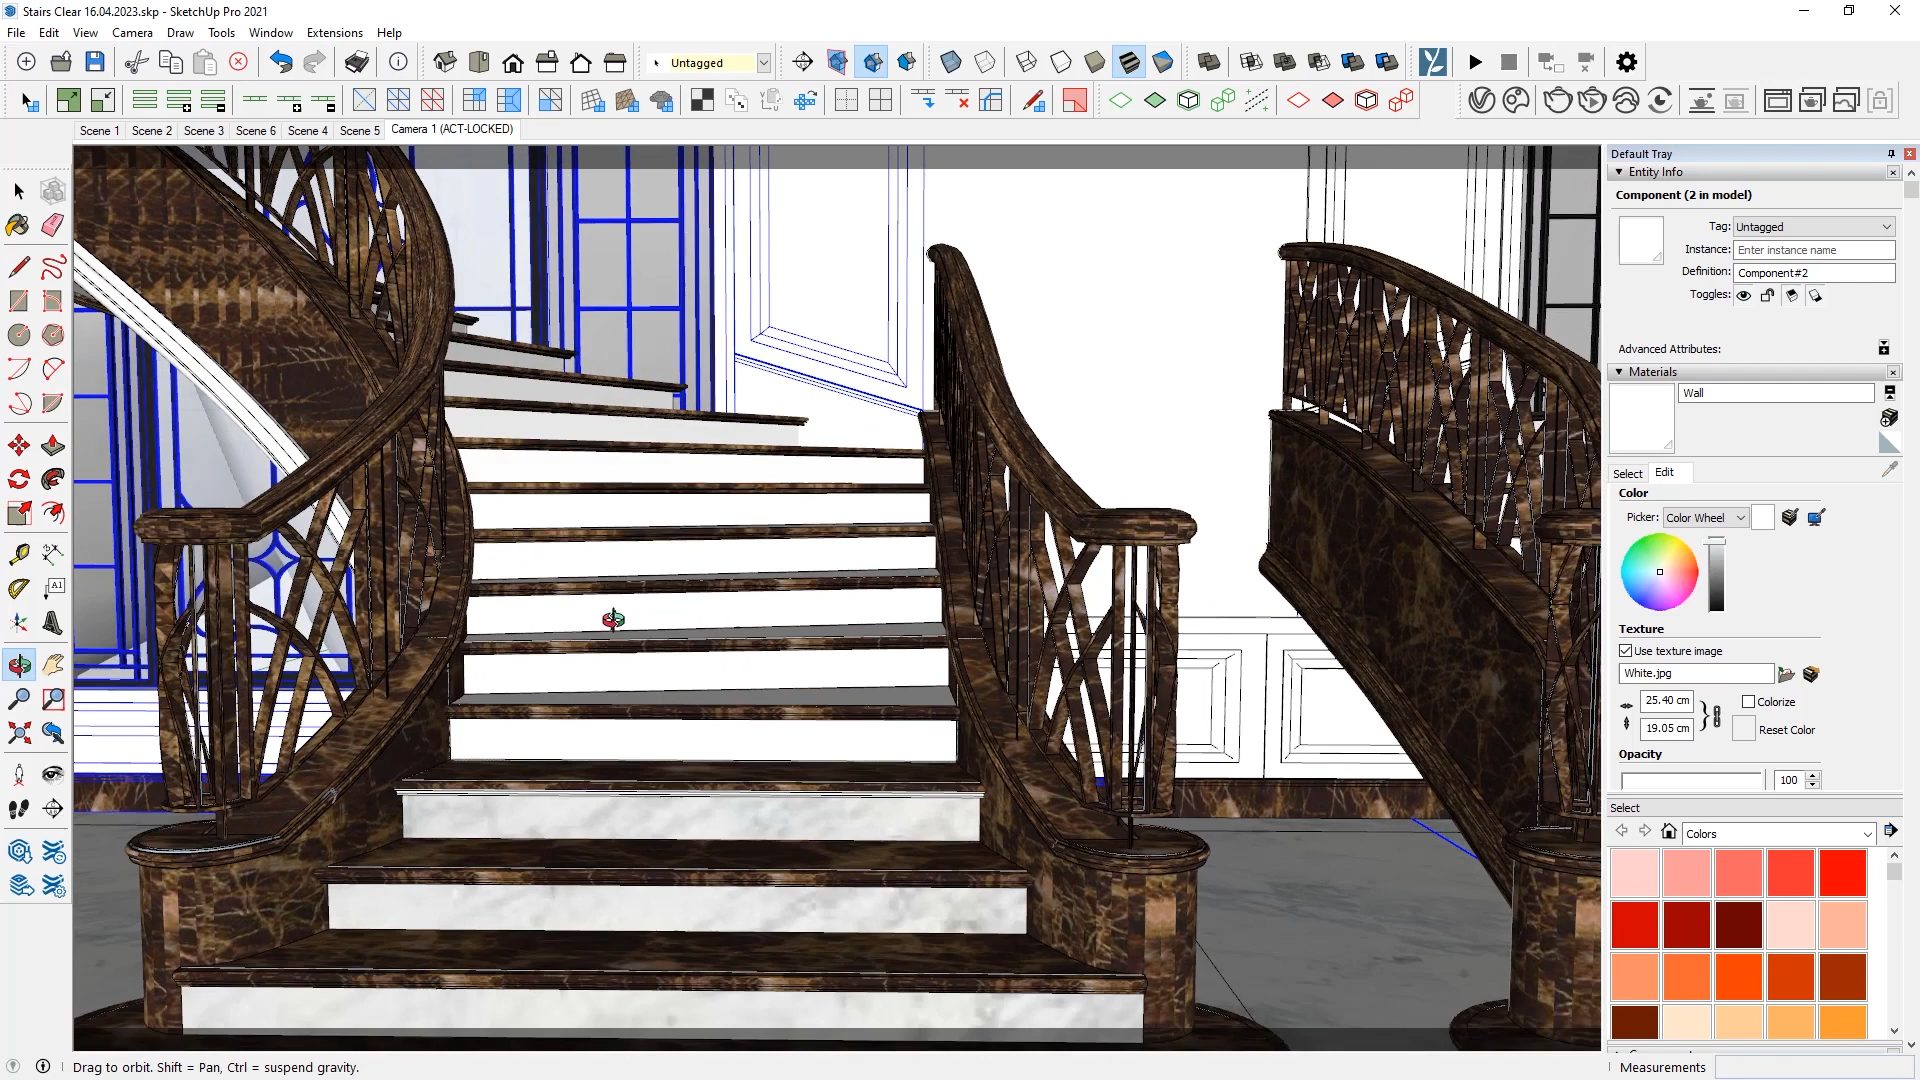 Stairs Clear 16.04.2023.skp - SketchUp Pro 2021
File Edit View Camera Draw Tools Window Extensions Help
Untagged
Scene 1 Scene 2 Scene 3 Scene 6 Scene 4 Scene 5 Camera 1 (ACT-LOCKED)
Default Tray
Entity Info
Component (2 in model)
Tag: Untagged
Instance: Enter instance name
Definition: Component#2
Toggles:
Advanced Attributes:
Materials
Wall
Select Edit
Color
Picker: Color Wheel
Texture
Use texture image
White.jpg
25.40 cm
Colorize
19.05 cm
Reset Color
Opacity
100
Select
Colors
A1
Drag to orbit. Shift = Pan, Ctrl = suspend gravity.
Measurements